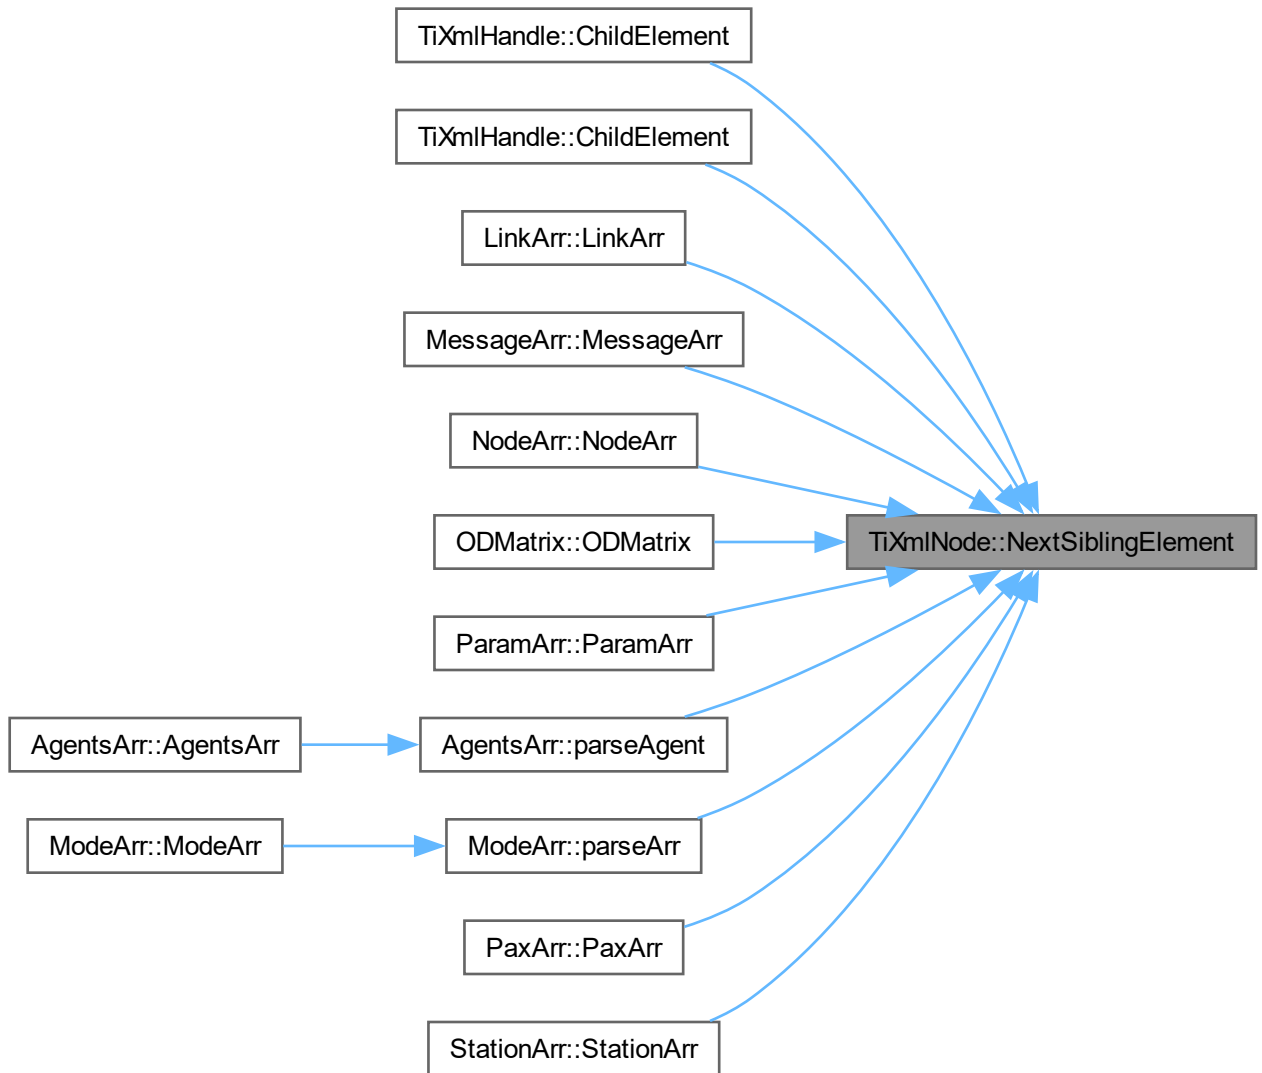 TiXmlHandle::ChildElement
TiXmlHandle::ChildElement
LinkArr::LinkArr
MessageArr::MessageArr
NodeArr::NodeArr
ODMatrix::ODMatrix
TiXmlNode::NextSiblingElement
ParamArr::ParamArr
AgentsArr::AgentsArr
AgentsArr::parseAgent
ModeArr::ModeArr
ModeArr::parseArr
PaxArr::PaxArr
StationArr::StationArr